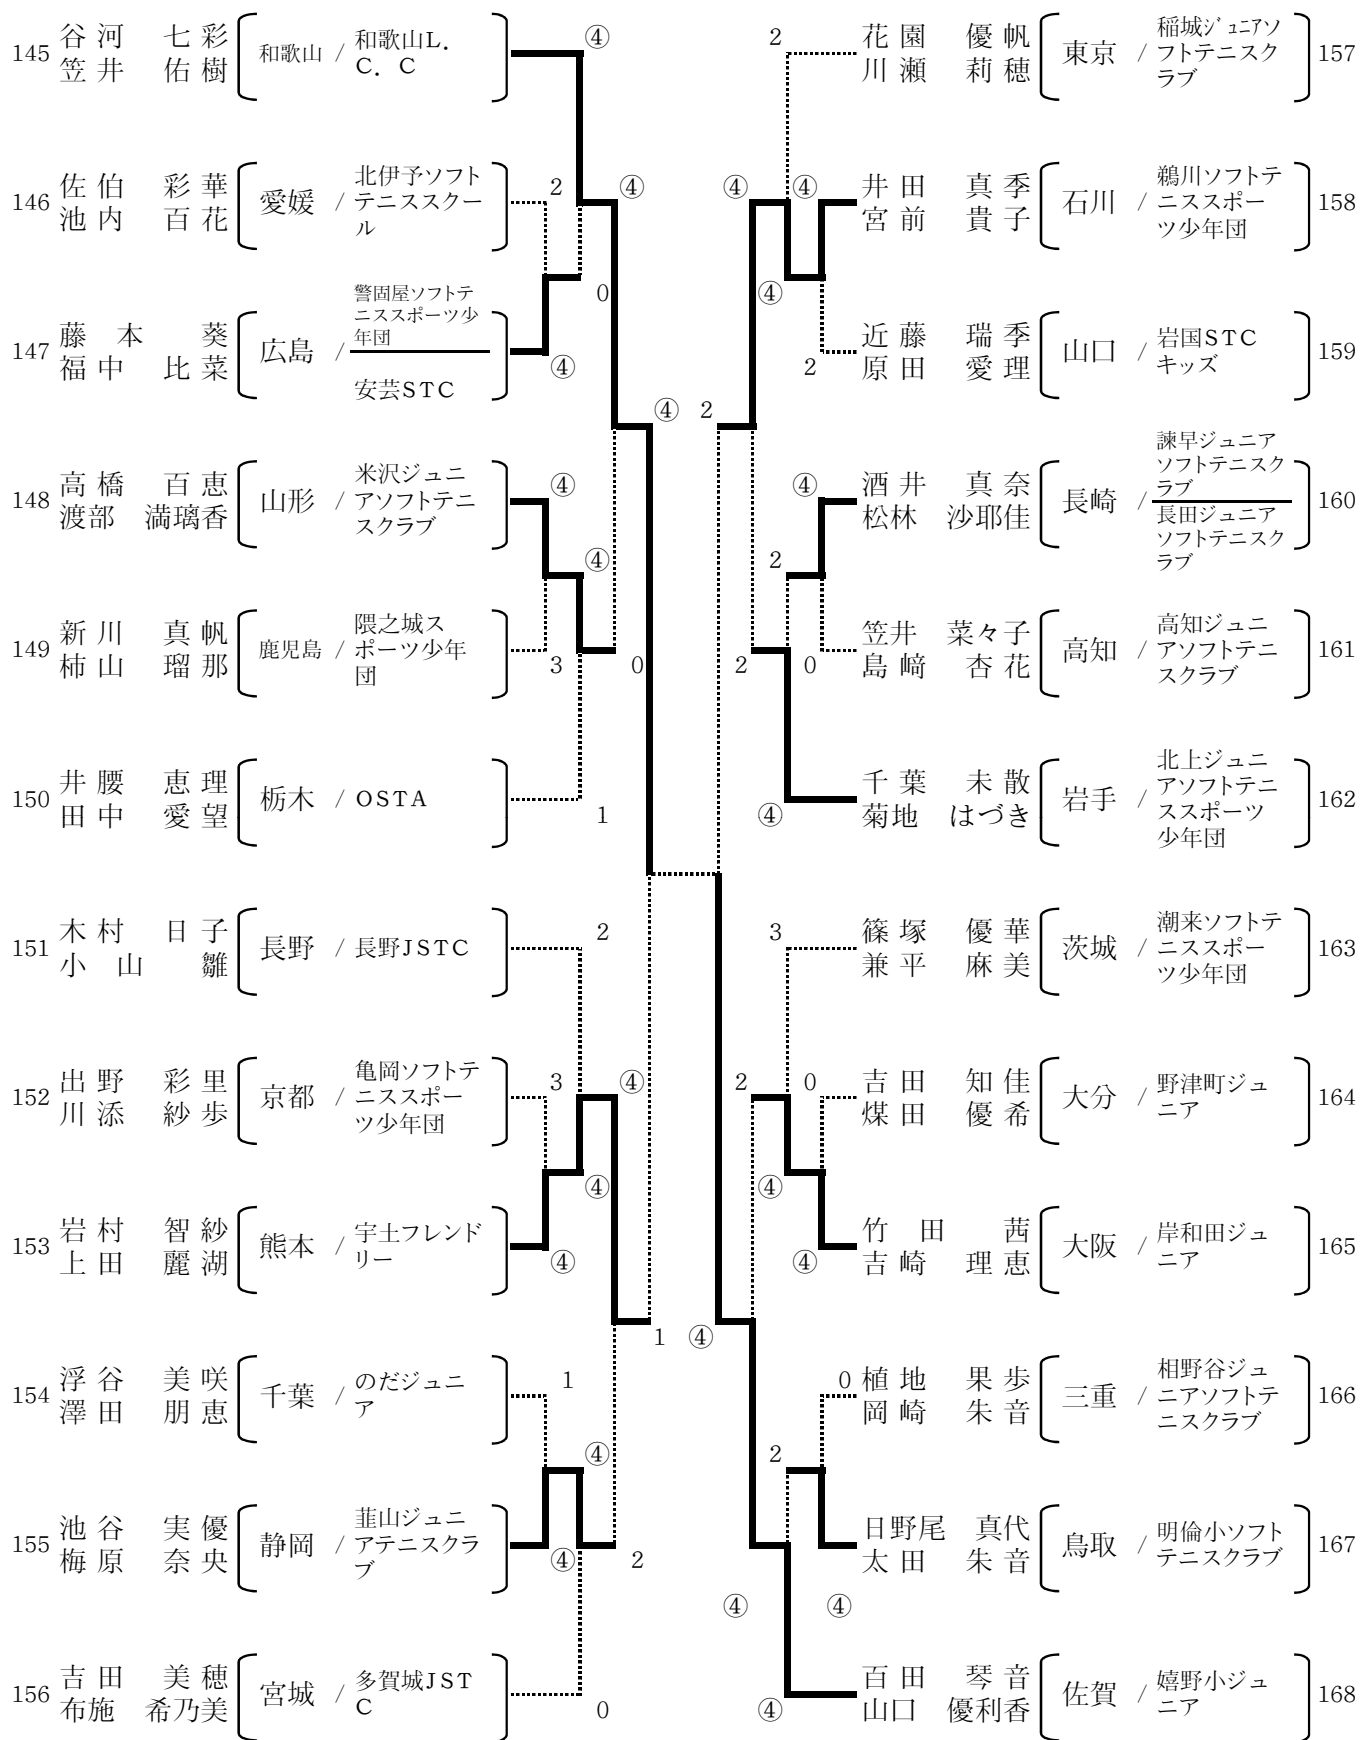 145 谷河 七彩 笠井 佑樹 和歌山 / 和歌山L.C.C
④
146 佐伯 彩華 池内 百花 愛媛 / 北伊予ソフトテニススクール
2 ④
0
147 藤本 葵 福中 比菜 広島 / 警固屋ソフトテニススポーツ少年団 安芸STC
④
④
148 高橋 百恵 渡部 満璃香 山形 / 米沢ジュニアソフトテニスクラブ
④
④
149 新川 真帆 柿山 瑠那 鹿児島 / 隈之城スポーツ少年団
3 0
150 井腰 恵理 田中 愛望 栃木 / OSTA
1
151 木村 日子 小山 雛 長野 / 長野JSTC
2
152 出野 彩里 川添 紗歩 京都 / 亀岡ソフトテニススポーツ少年団
3 ④
④
153 岩村 智紗 上田 麗湖 熊本 / 宇土フレンドリー
④
1
154 浮谷 美咲 澤田 朋恵 千葉 / のだジュニア
1
④
155 池谷 実優 梅原 奈央 静岡 / 韮山ジュニアテニスクラブ
④ 2
156 吉田 美穂 布施 希乃美 宮城 / 多賀城JSTC
0
2
花園 優帆 川瀬 莉穂 東京 / 稲城ジュニアソフトテニスクラブ 157
④ ④
井田 真季 宮前 貴子 石川 / 鵜川ソフトテニススポーツ少年団 158
④
2
近藤 瑞季 原田 愛理 山口 / 岩国STCキッズ 159
2
④
酒井 真奈 松林 沙耶佳 長崎 / 諫早ジュニアソフトテニスクラブ 長田ジュニアソフトテニスクラブ 160
2
2 0
笠井 菜々子 島﨑 杏花 高知 / 高知ジュニアソフトテニスクラブ 161
④
千葉 未散 菊地 はづき 岩手 / 北上ジュニアソフトテニススポーツ少年団 162
3
篠塚 優華 兼平 麻美 茨城 / 潮来ソフトテニススポーツ少年団 163
2 0
吉田 知佳 煤田 優希 大分 / 野津町ジュニア 164
④
④
竹田 茜 吉崎 理恵 大阪 / 岸和田ジュニア 165
④
0
植地 果歩 岡崎 朱音 三重 / 相野谷ジュニアソフトテニスクラブ 166
2
日野尾 真代 太田 朱音 鳥取 / 明倫小ソフトテニスクラブ 167
④ ④
④
百田 琴音 山口 優利香 佐賀 / 嬉野小ジュニア 168